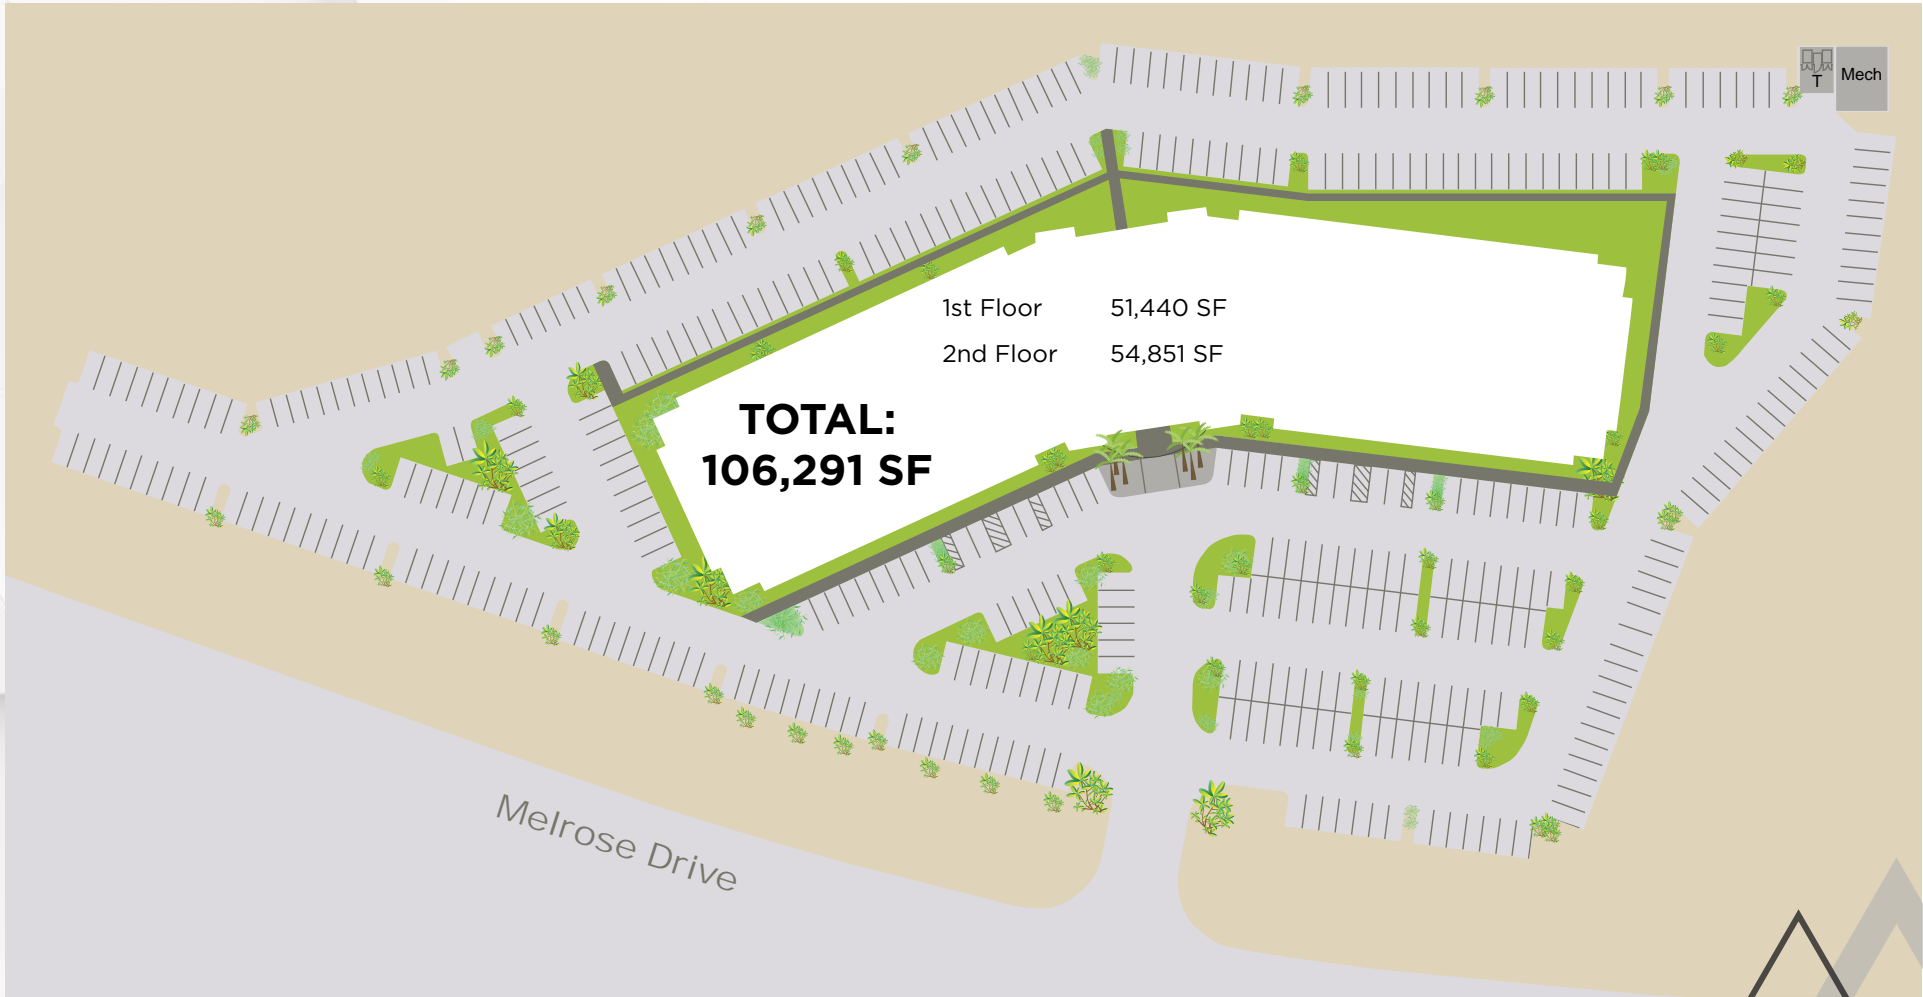 T
Mech
1st Floor 51,440 SF
2nd Floor 54,851 SF
TOTAL:
106,291 SF
Melrose Drive